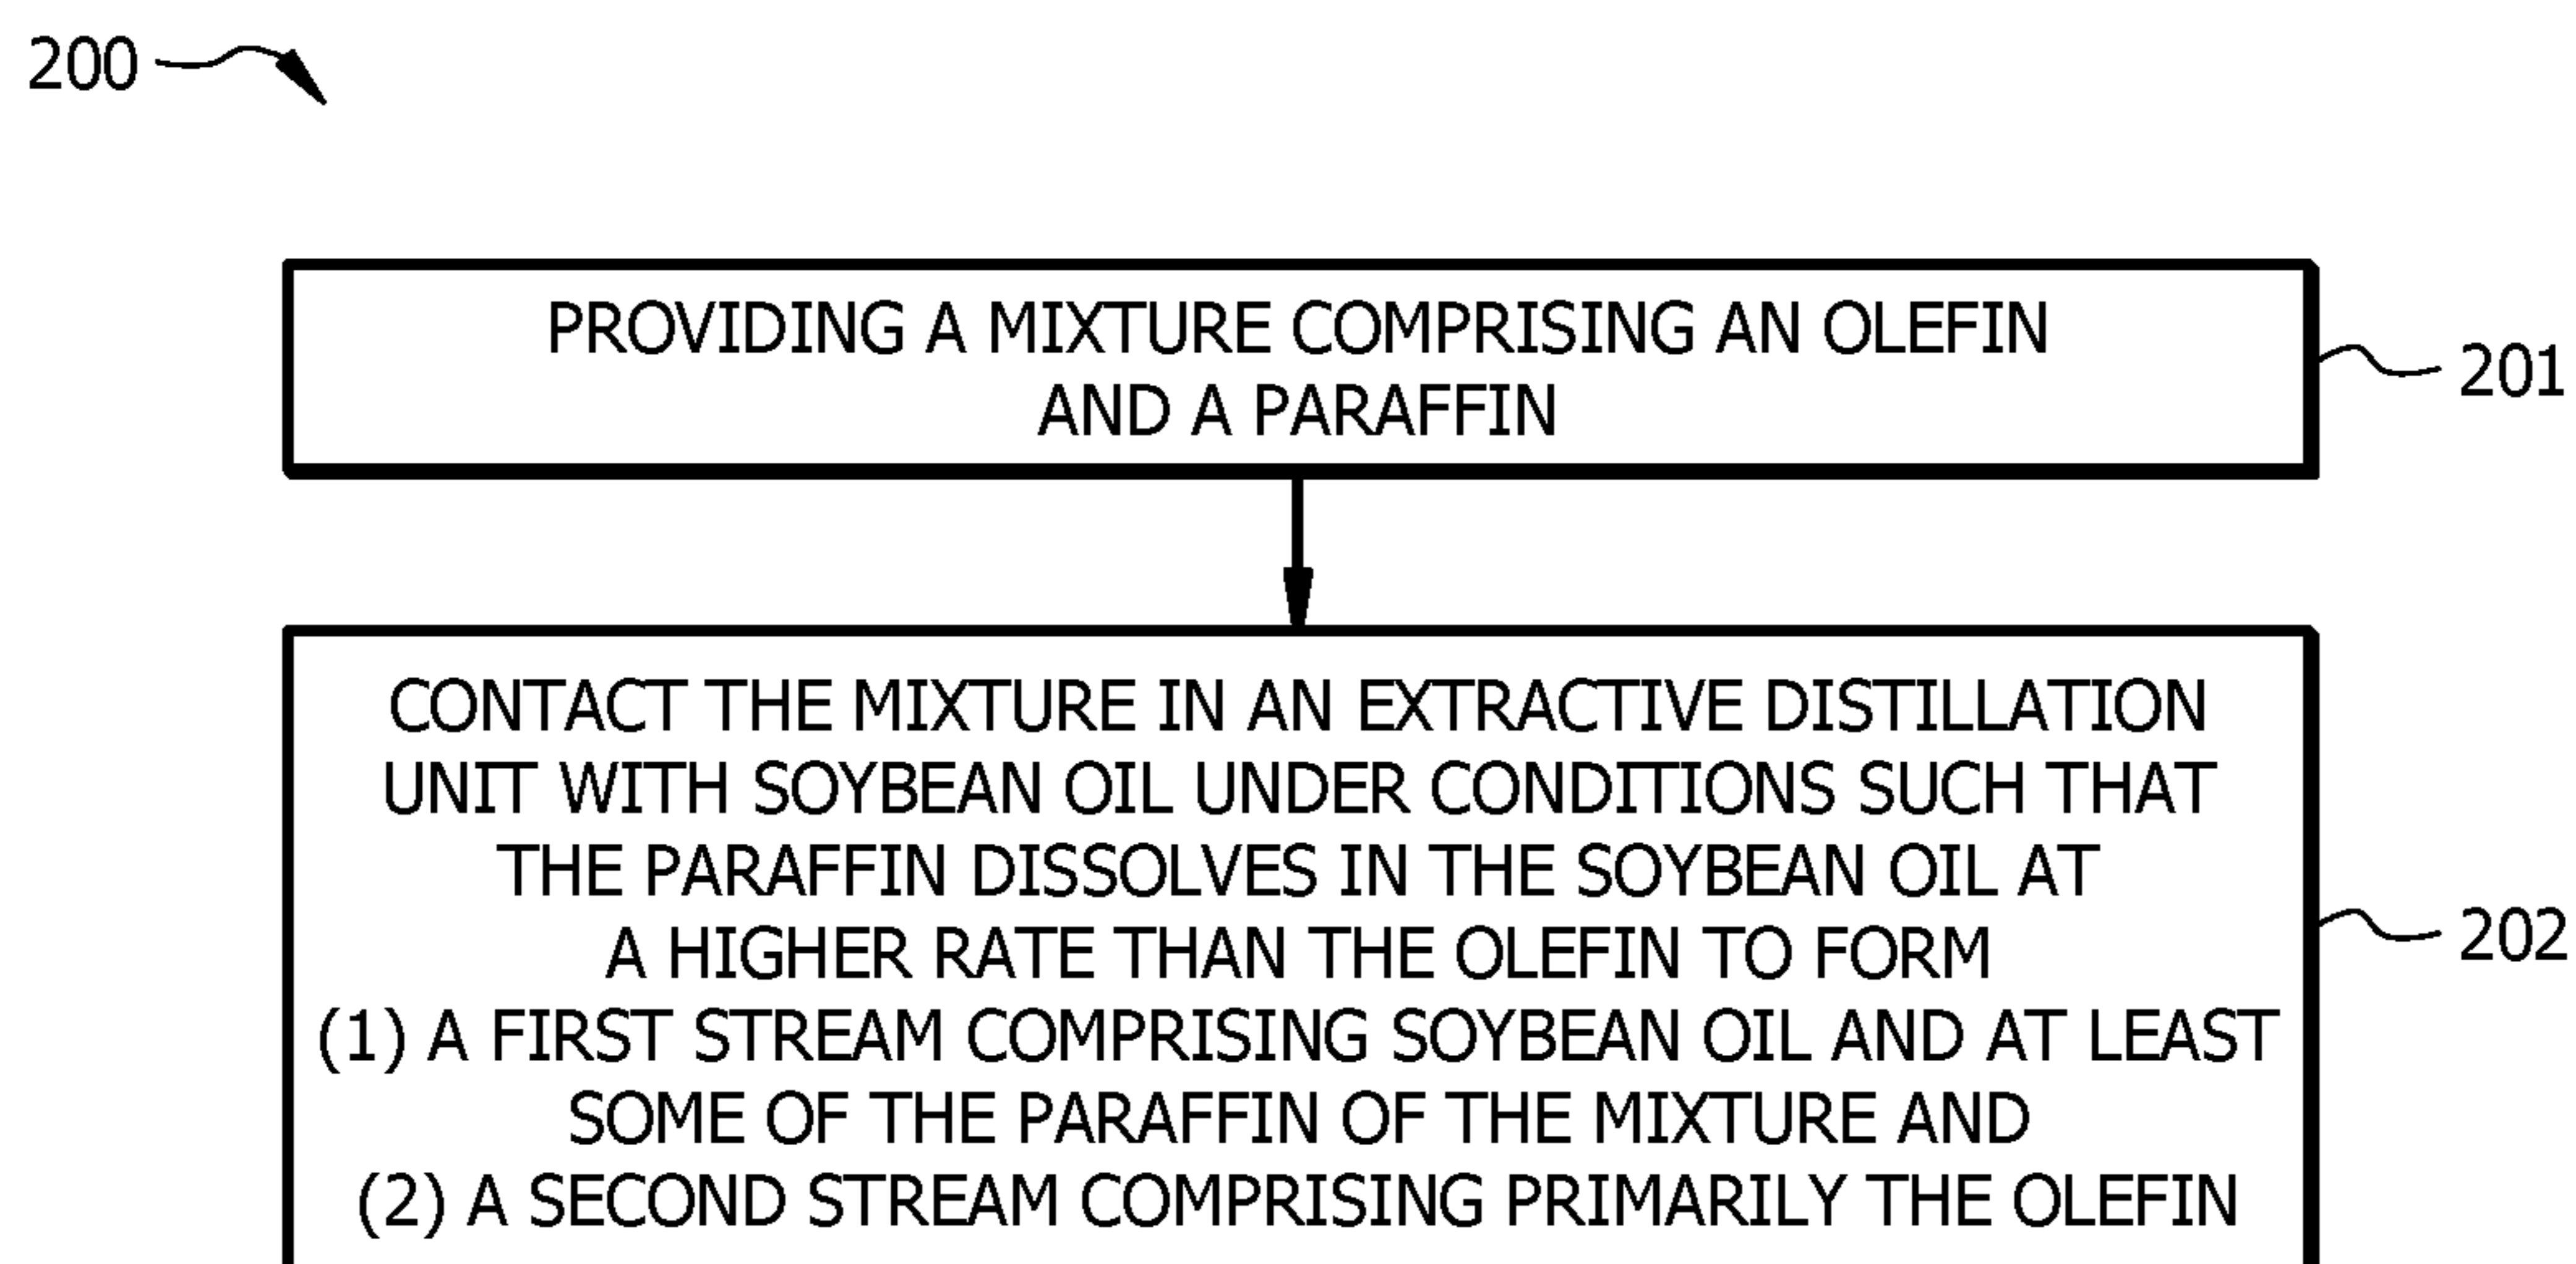 200
PROVIDING A MIXTURE COMPRISING AN OLEFIN
AND A PARAFFIN
201
CONTACT THE MIXTURE IN AN EXTRACTIVE DISTILLATION
UNIT WITH SOYBEAN OIL UNDER CONDITIONS SUCH THAT
THE PARAFFIN DISSOLVES IN THE SOYBEAN OIL AT
A HIGHER RATE THAN THE OLEFIN TO FORM
(1) A FIRST STREAM COMPRISING SOYBEAN OIL AND AT LEAST
SOME OF THE PARAFFIN OF THE MIXTURE AND
(2) A SECOND STREAM COMPRISING PRIMARILY THE OLEFIN
202